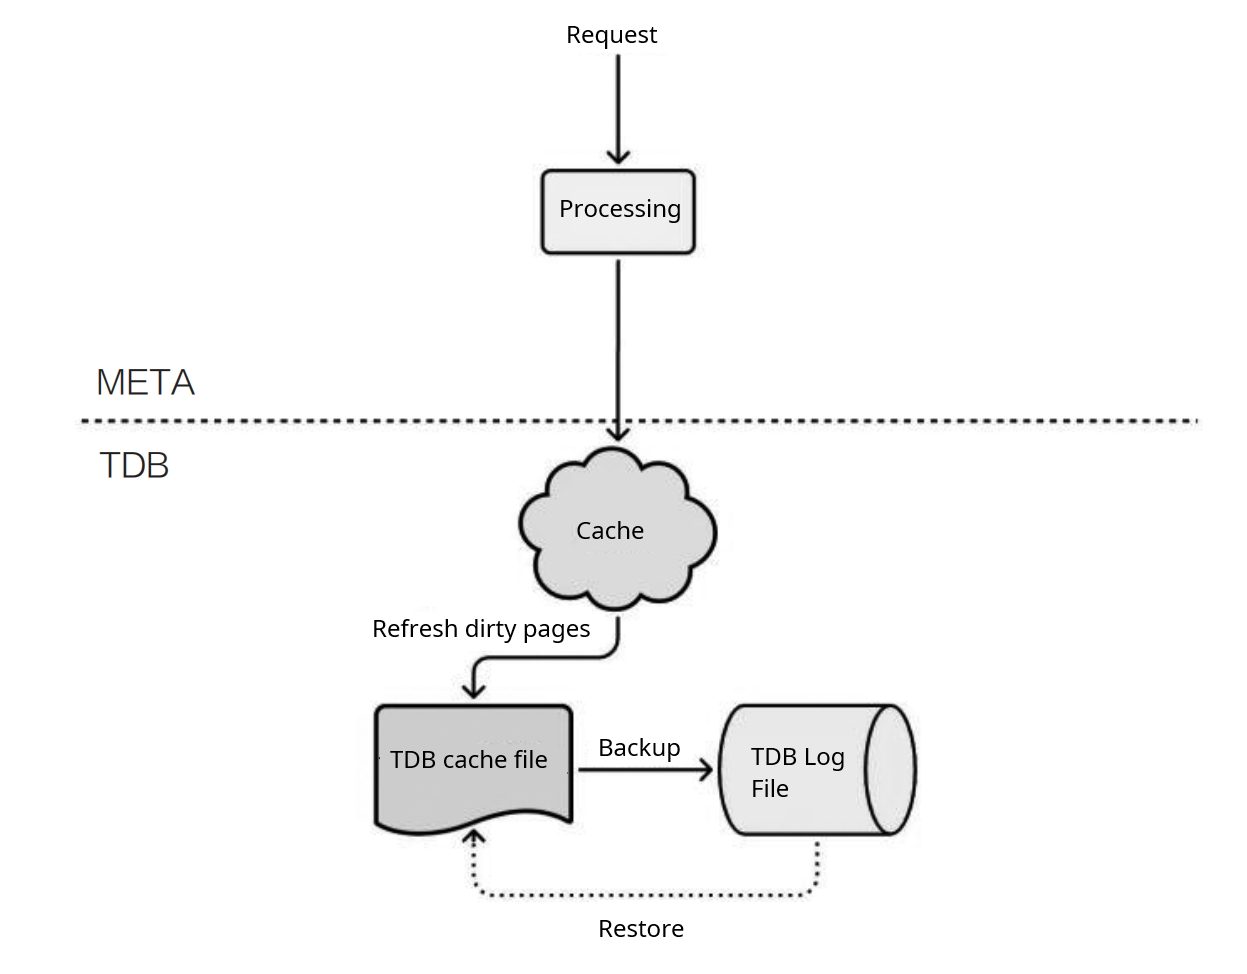 Request
Processing
META
TDB
Cache
Refresh dirty pages
TDB cache file
Backup
TDB Log
File
Restore